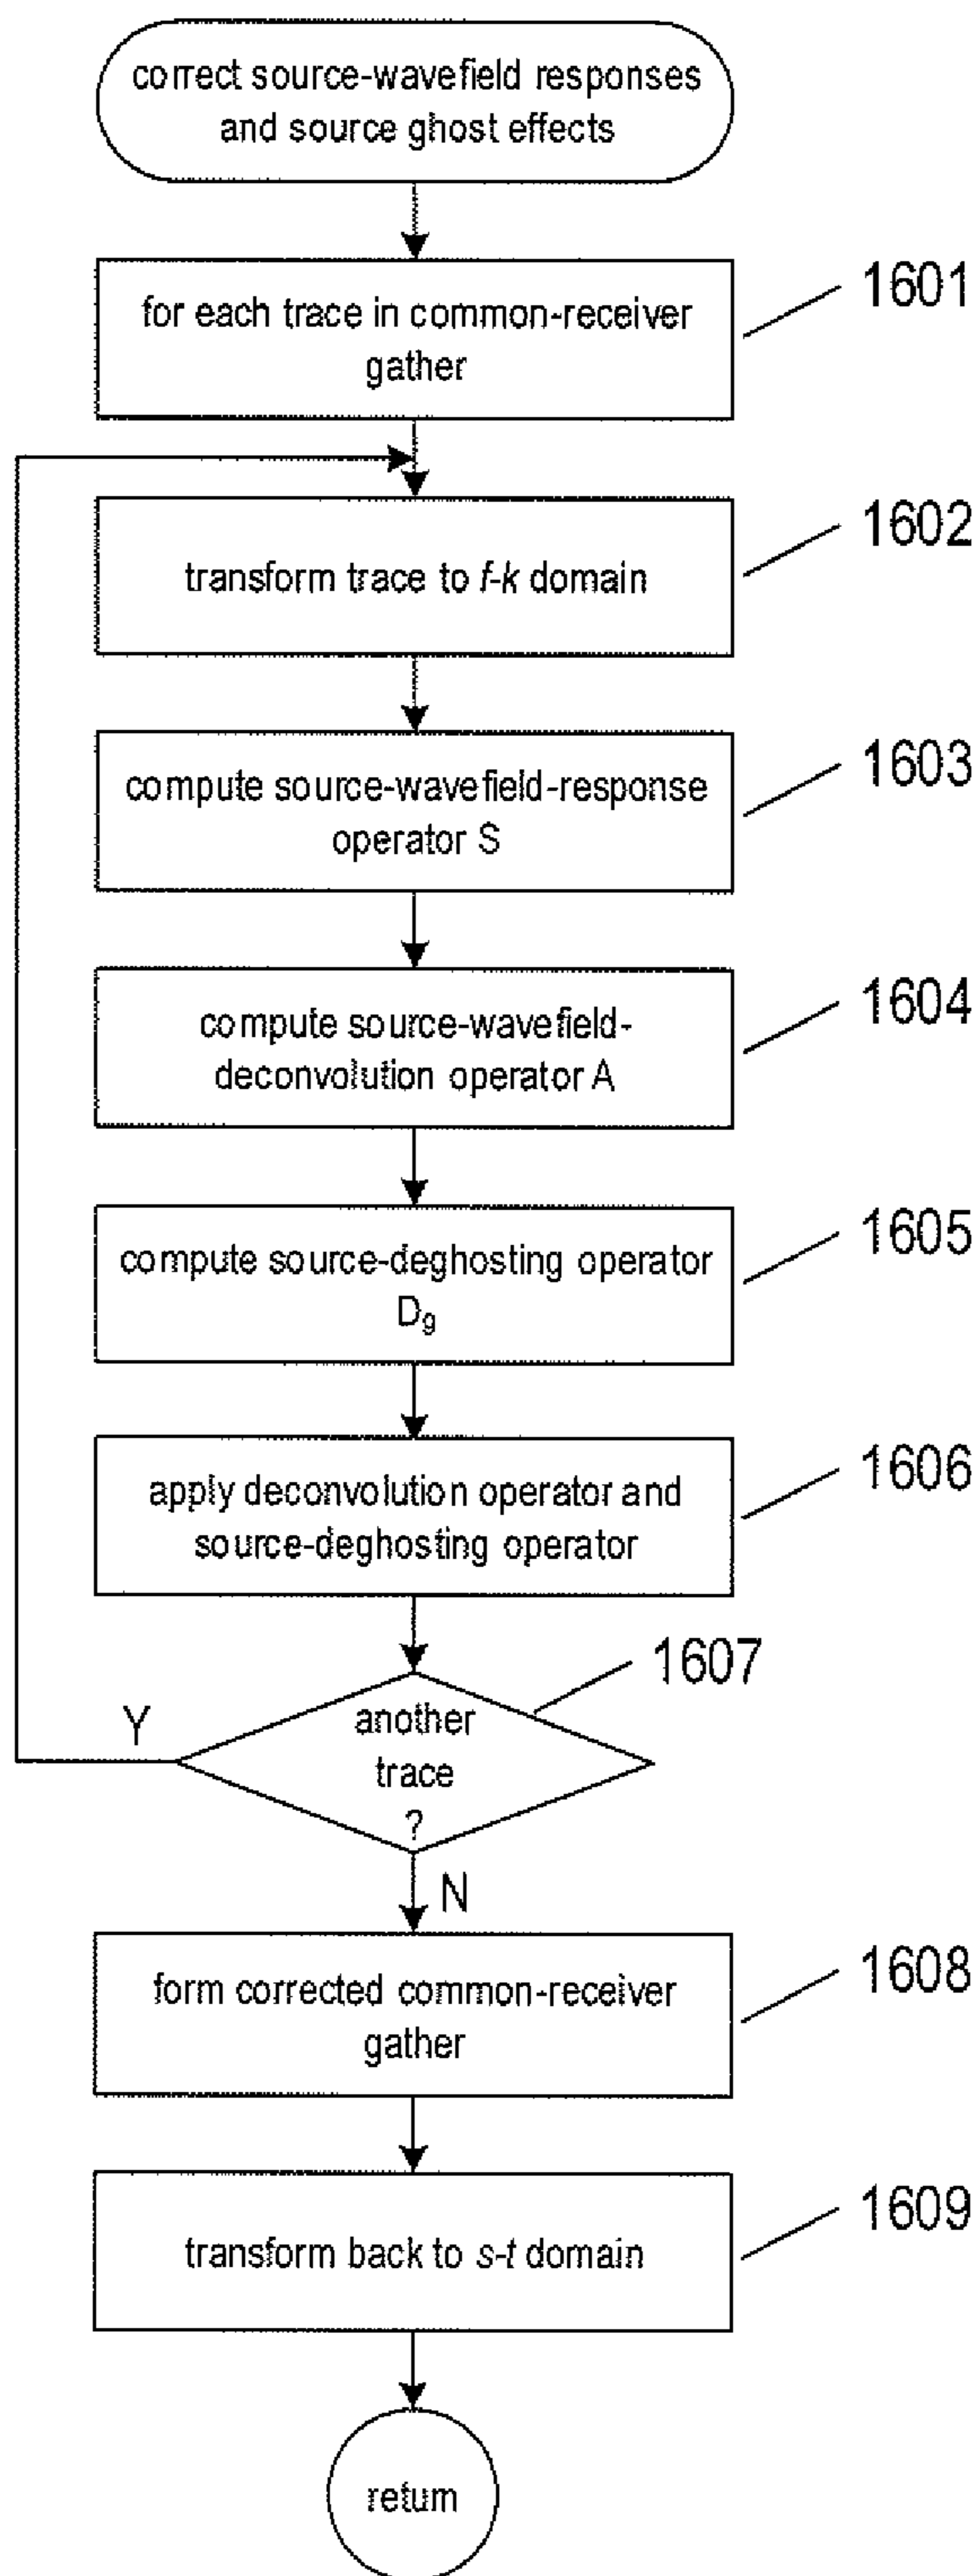 correct source-wavefield responses
and source ghost effects
for each trace in common-receiver
gather
1601
transform trace to f-k domain
1602
compute source-wavefield-response
operator S
1603
compute source-wavefield-
deconvolution operator A
1604
compute source-deghosting operator
Dg
1605
apply deconvolution operator and
source-deghosting operator
1606
another
trace
?
1607
Y
N
form corrected common-receiver
gather
1608
transform back to s-t domain
1609
return